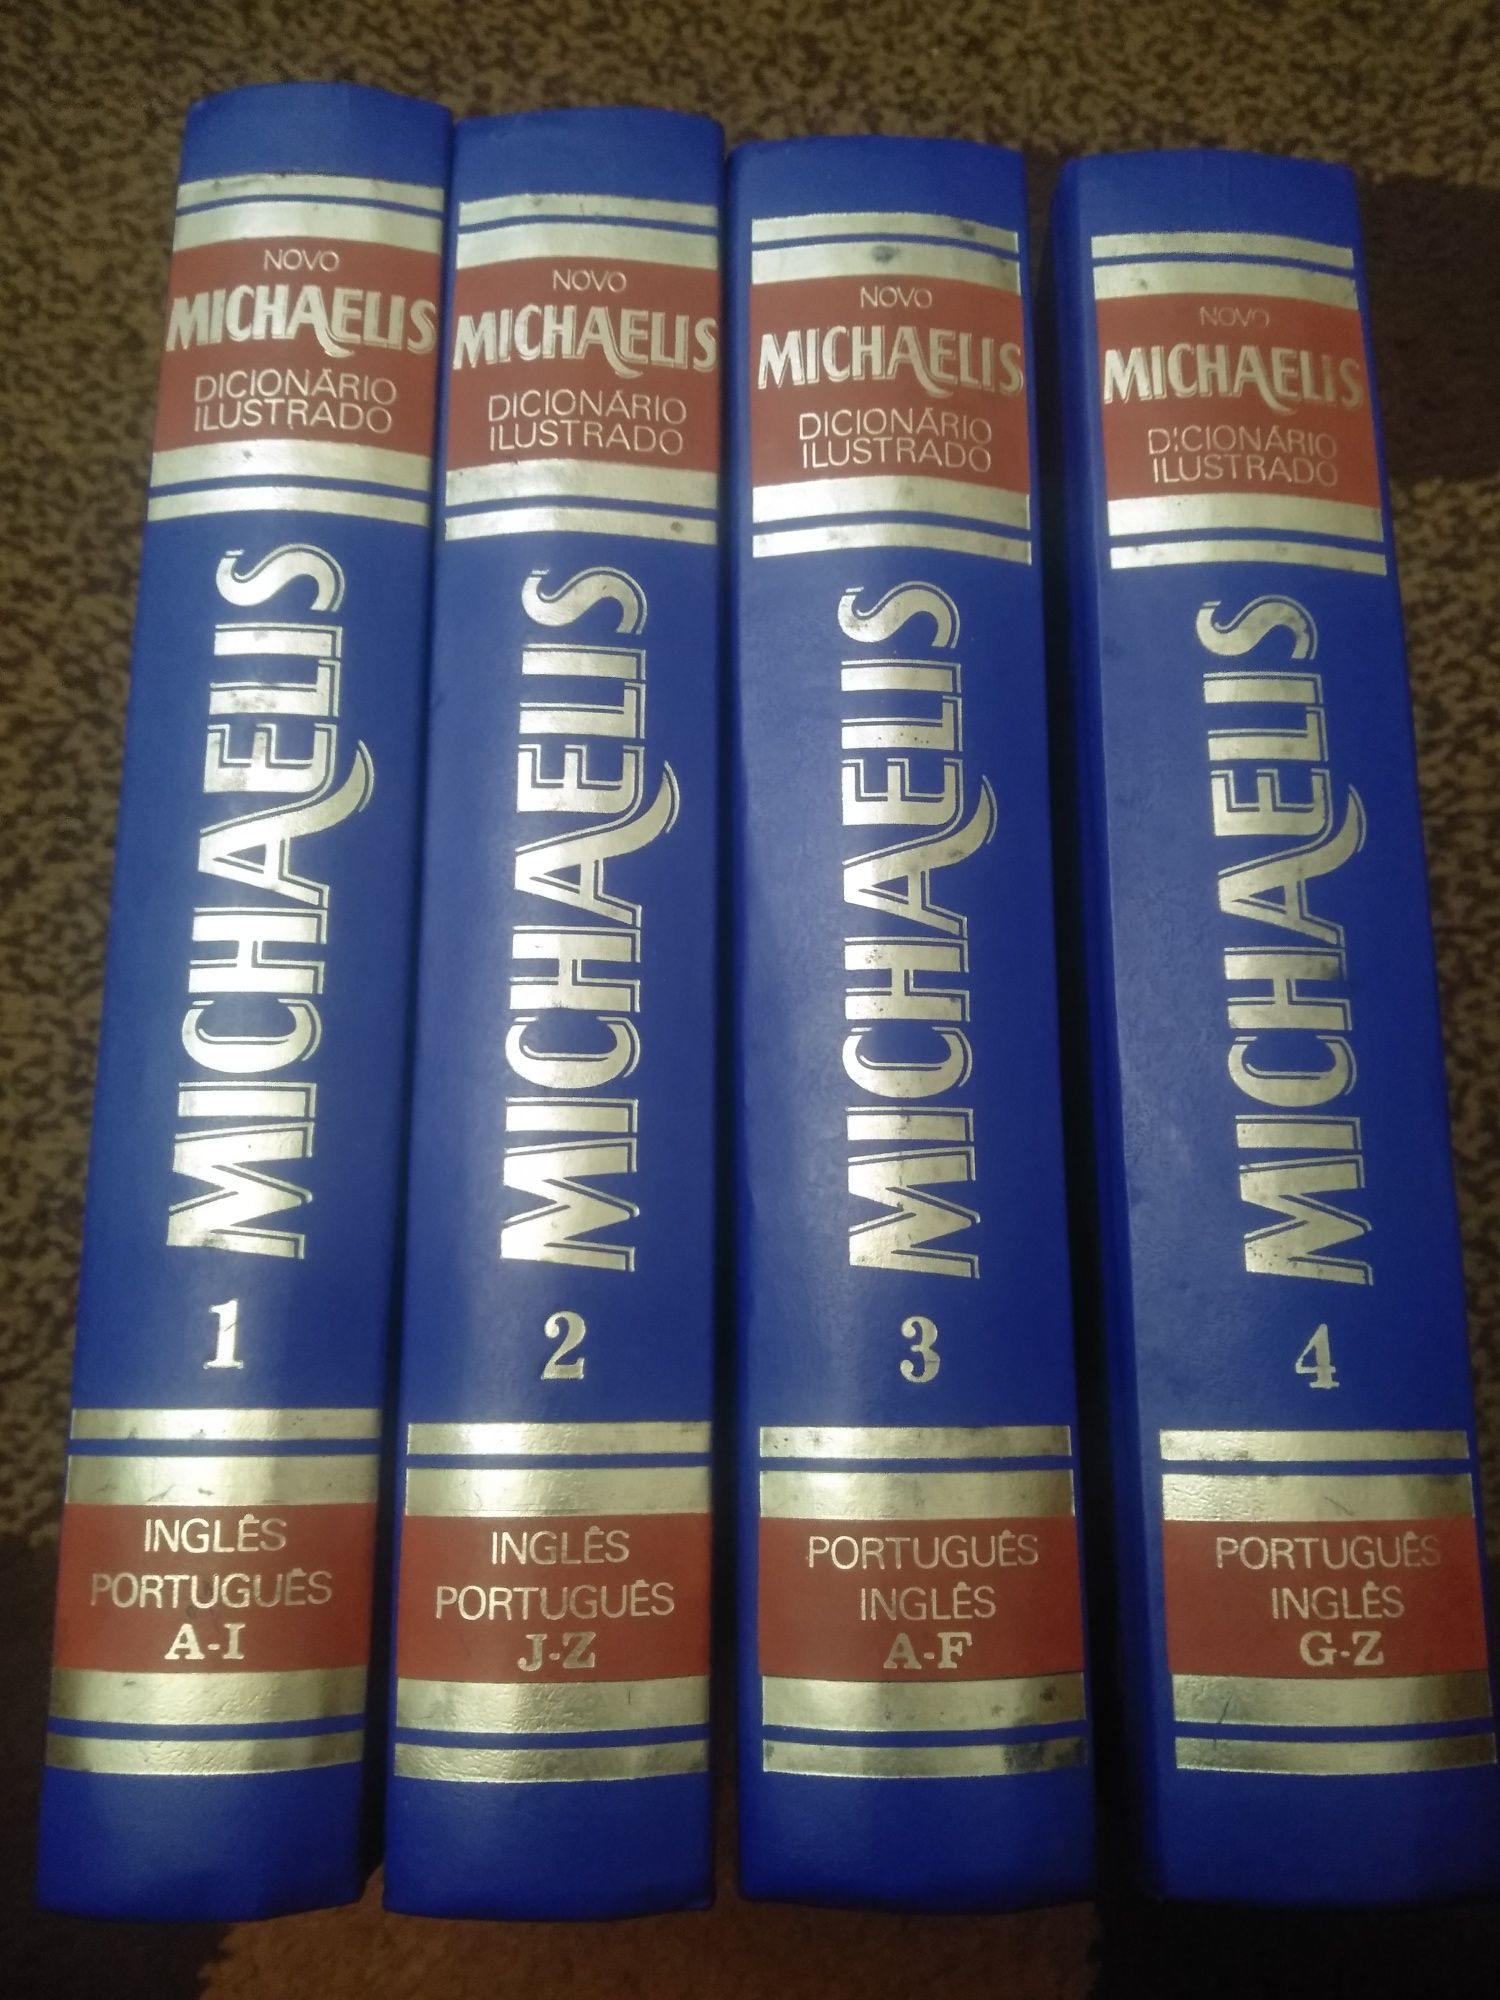 NOVO
MICHAELIS
DICIONÁRIO
ILUSTRADO
MICHAELIS
1
INGLÊS
PORTUGUÊS
A-I
NOVO
MICHAELIS
DICIONÁRIO
ILUSTRADO
MICHAELIS
2
INGLÊS
PORTUGUÊS
J-Z
NOVO
MICHAELIS
DICIONÁRIO
ILUSTRADO
MICHAELIS
3
PORTUGUÊS
INGLÊS
A-F
NOVO
MICHAELIS
DICIONÁRIO
ILUSTRADO
MICHAELIS
4
PORTUGUÊS
INGLÊS
G-Z